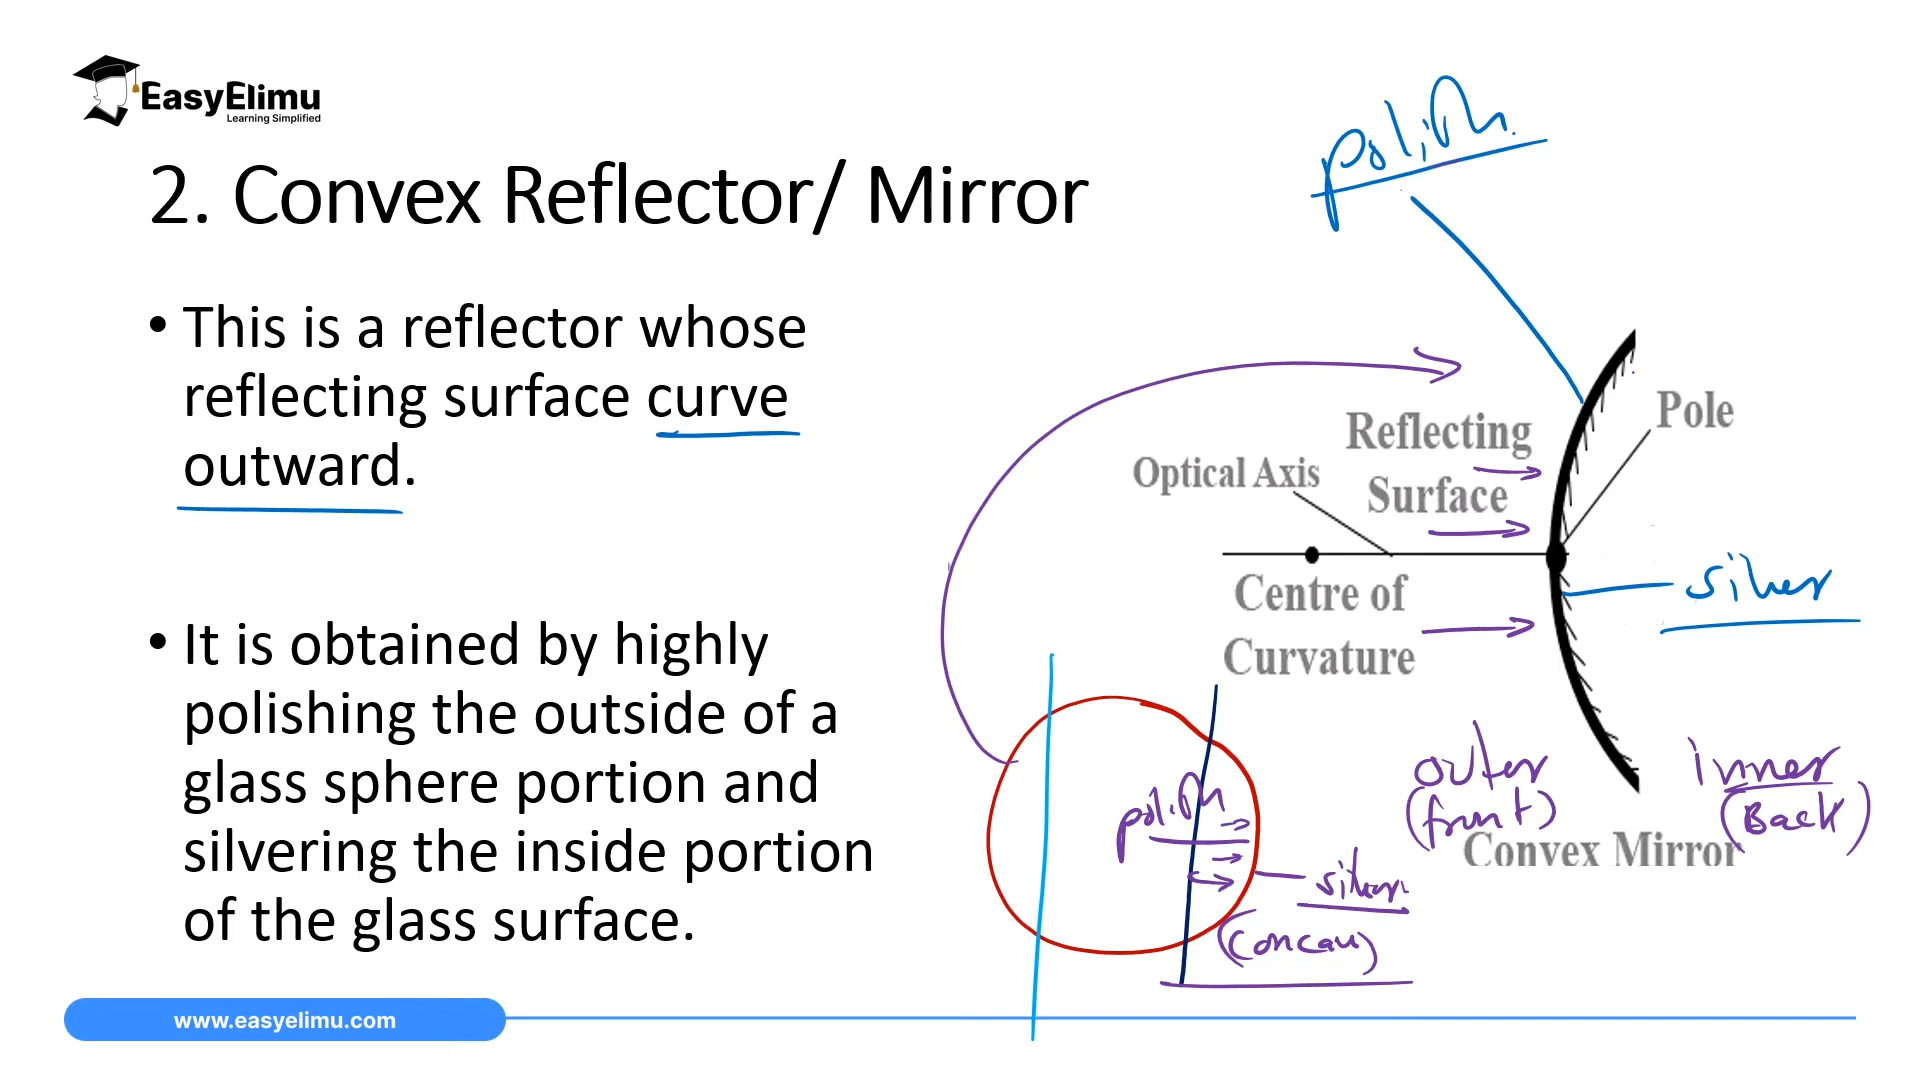 EasyElimu
Learning Simplified
2. Convex Reflector/ Mirror
• This is a reflector whose
reflecting surface curve
outward.
• It is obtained by highly
polishing the outside of a
glass sphere portion and
silvering the inside portion
of the glass surface.
polish
Pole
Reflecting
Surface
Optical Axis
silver
Centre of
Curvature
outer
(front)
inner
(Back)
Convex Mirror
polish
silver
www.easyelimu.com